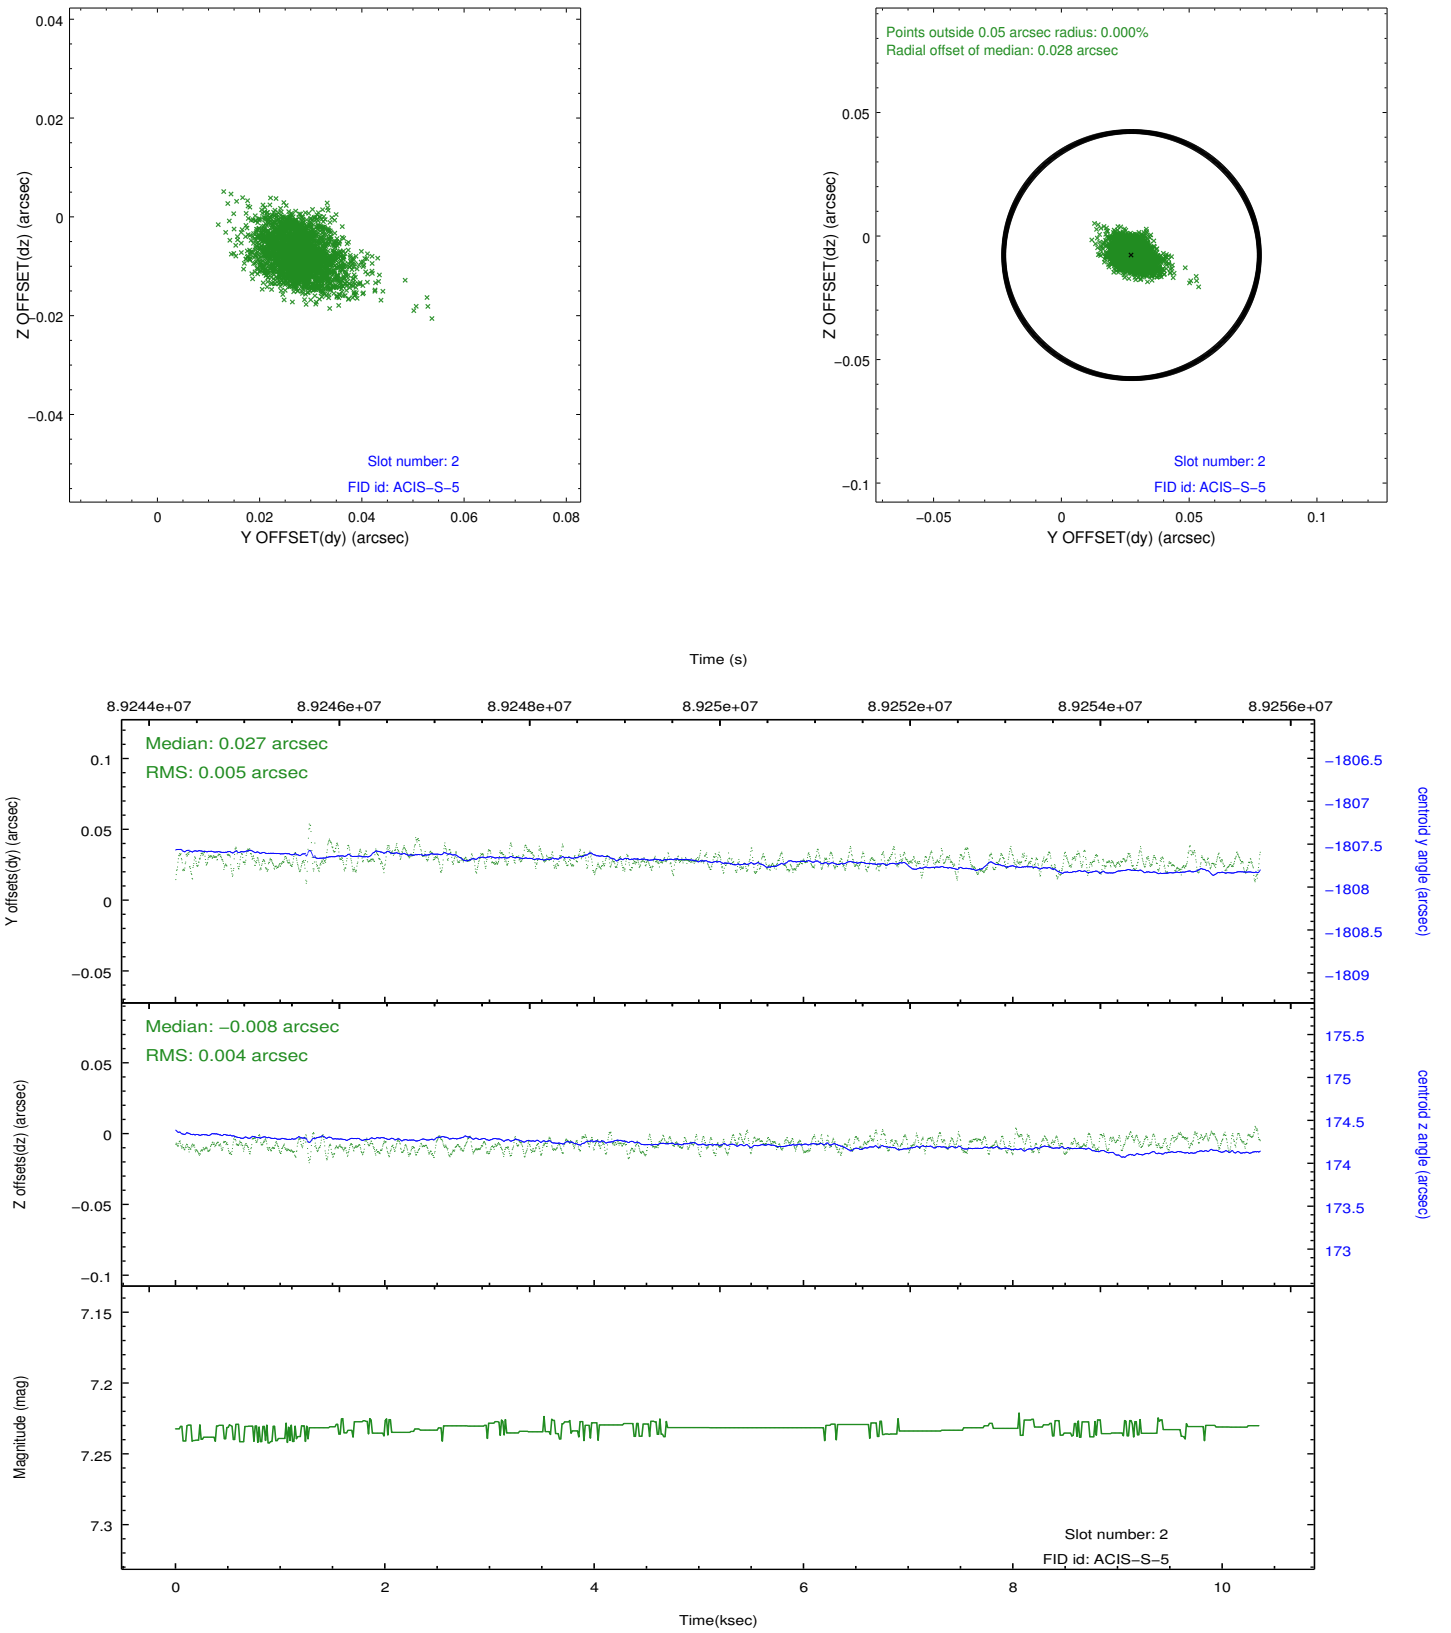 0.04
0.02
0
−0.02
−0.04
Z OFFSET(dz) (arcsec)
Slot number: 2
FID id: ACIS−S−5
0 0.02 0.04 0.06 0.08
Y OFFSET(dy) (arcsec)
Points outside 0.05 arcsec radius: 0.000%
Radial offset of median: 0.028 arcsec
0.05
0
−0.05
−0.1
Z OFFSET(dz) (arcsec)
Slot number: 2
FID id: ACIS−S−5
−0.05 0 0.05 0.1
Y OFFSET(dy) (arcsec)
Time (s)
8.9244e+07 8.9246e+07 8.9248e+07 8.925e+07 8.9252e+07 8.9254e+07 8.9256e+07
Median: 0.027 arcsec
RMS: 0.005 arcsec
0.1
0.05
0
−0.05
Y offsets(dy) (arcsec)
−1806.5
−1807
−1807.5
−1808
−1808.5
−1809
centroid y angle (arcsec)
Median: −0.008 arcsec
RMS: 0.004 arcsec
0.05
0
−0.05
−0.1
Z offsets(dz) (arcsec)
175.5
175
174.5
174
173.5
173
centroid z angle (arcsec)
7.15
7.2
7.25
7.3
Magnitude (mag)
Slot number: 2
FID id: ACIS−S−5
0 2 4 6 8 10
Time(ksec)